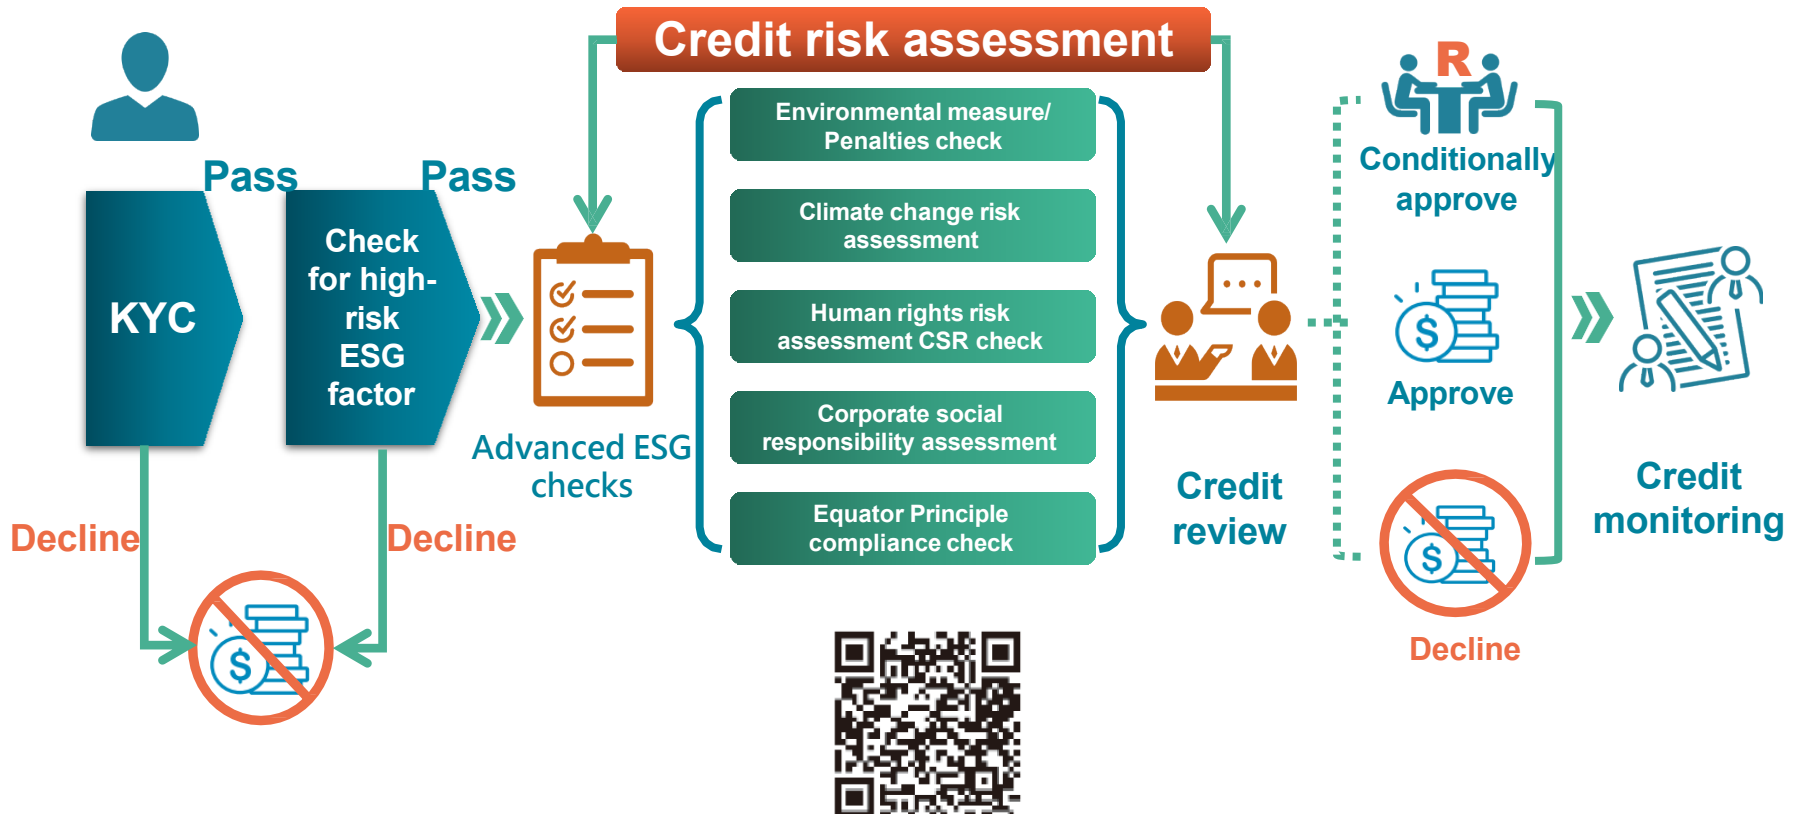 Credit risk assessment
Pass
Pass
KYC
Check
for high-
risk
ESG
factor
Decline
Decline
Advanced ESG
checks
Environmental measure/
Penalties check
Climate change risk
assessment
Human rights risk
assessment CSR check
Corporate social
responsibility assessment
Equator Principle
compliance check
Credit
review
R
Conditionally
approve
$
Approve
$
Decline
Credit
monitoring
$